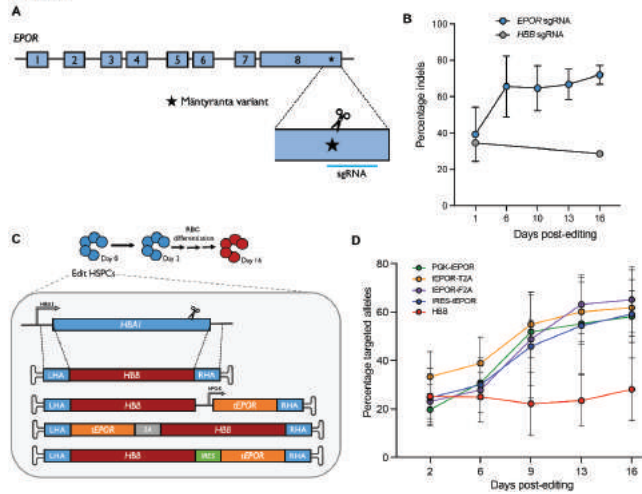 A
EPOR
1 2 3 4 5 6 7 8
★ Mäntyranta variant
sgRNA
B
EPOR sgRNA
HBB sgRNA
Percentage indels
100
80
60
40
20
0
1 6 10 13 16
Days post-editing
C
RBC
differentiation
Day 0
Day 2
Day 16
Edit HSPCs
HBA1
HBA1
LHA HBB RHA
hPGK
LHA HBB tEPOR RHA
LHA tEPOR 2A HBB RHA
LHA HBB IRES tEPOR RHA
D
PGK-tEPOR
tEPOR-T2A
tEPOR-F2A
IRES-tEPOR
HBB
Percentage targeted alleles
80
60
40
20
0
2 6 9 13 16
Days post-editing